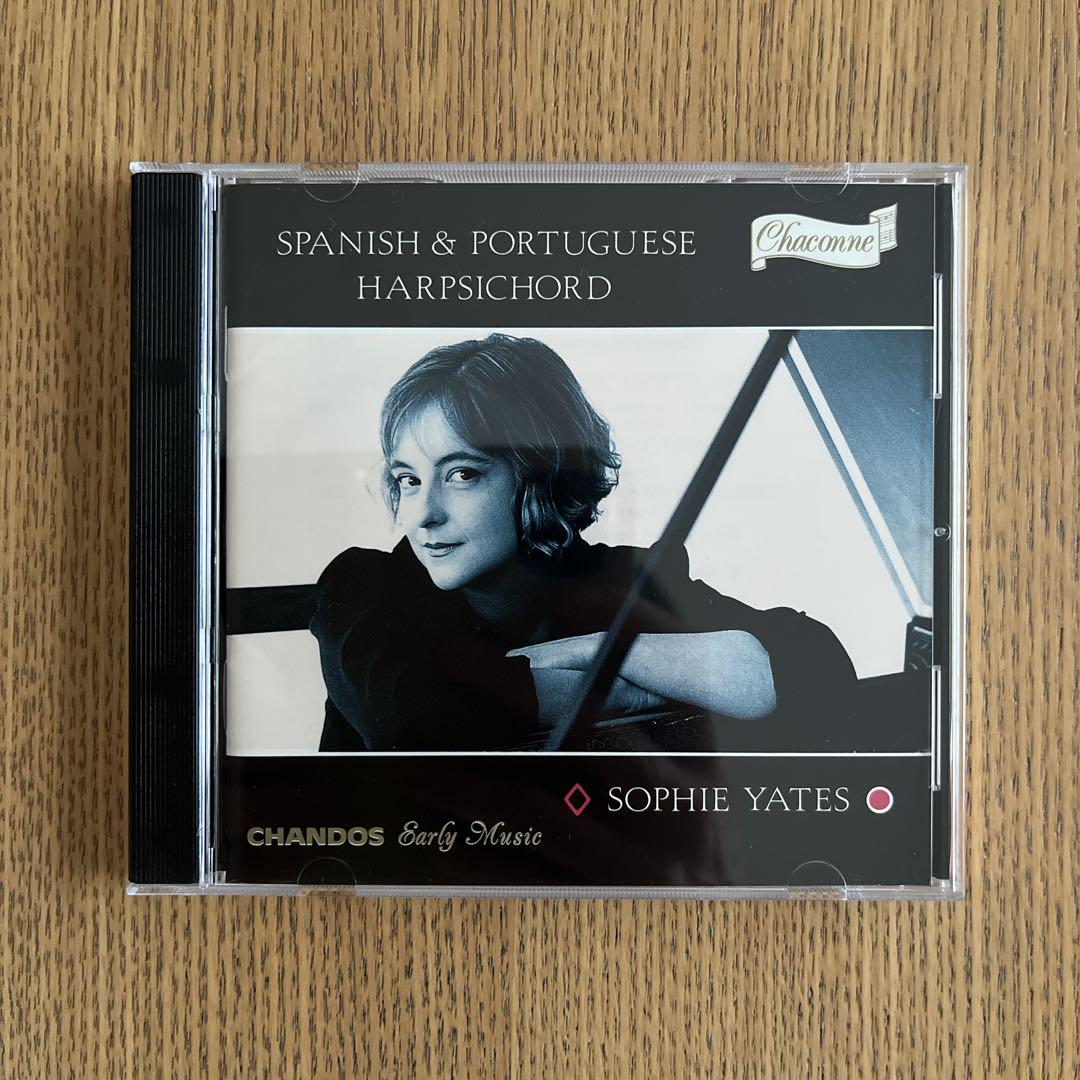 SPANISH & PORTUGUESE
HARPSICHORD
Chaconne
SOPHIE YATES
CHANDOS Early Music